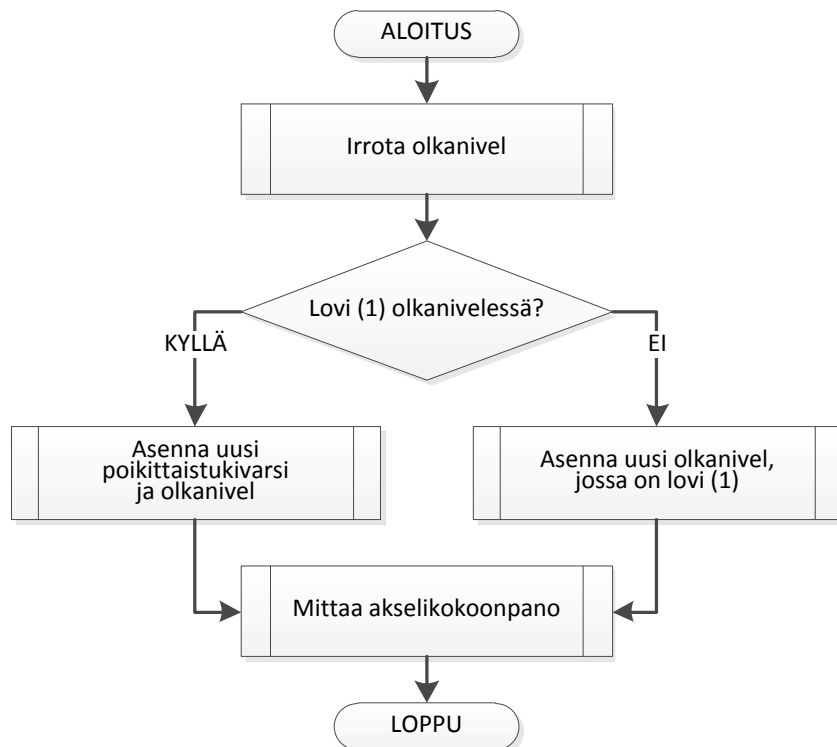 ALOITUS
Irrota olkanivel
Lovi (1) olkanivelessä?
KYLLÄ
EI
Asenna uusi
poikittaistukivarsi
ja olkanivel
Asenna uusi olkanivel,
jossa on lovi (1)
Mittaa akselikokoonpano
LOPPU